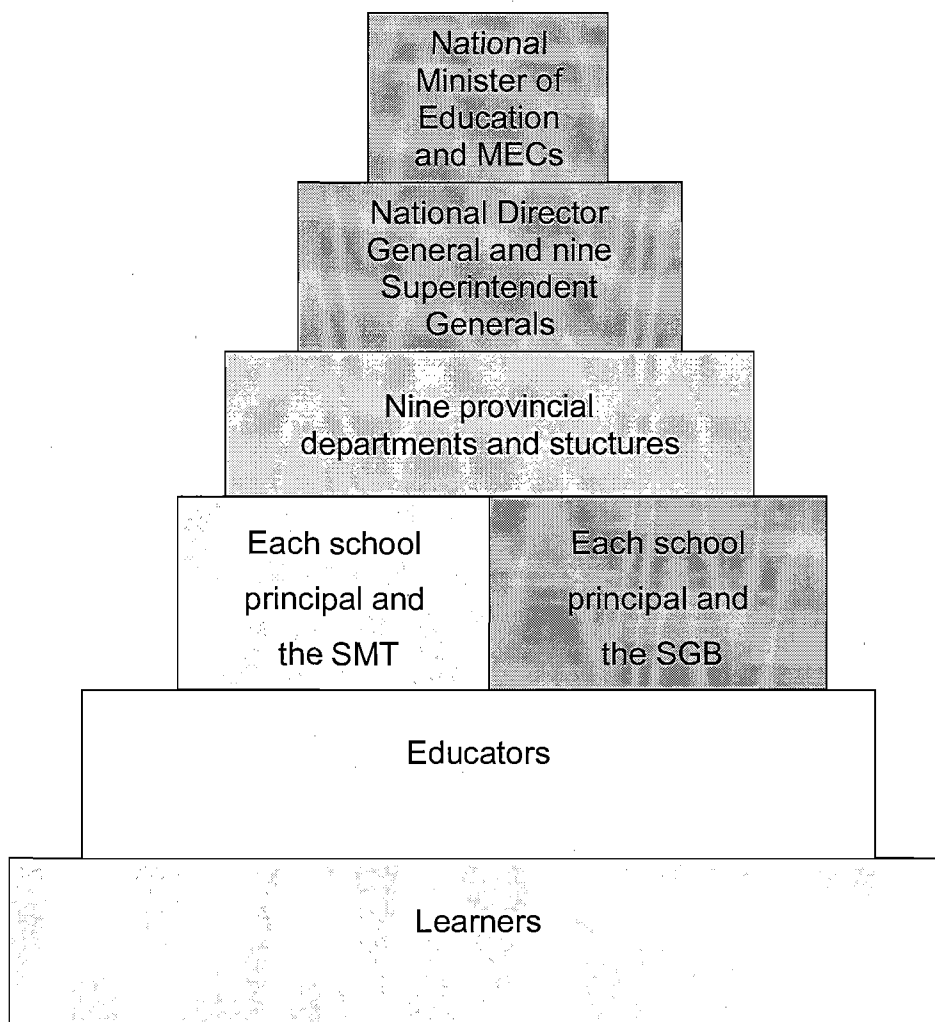 National
Minister of
Education
and MECs
National Director
General and nine
Superintendent
Generals
Nine provincial
departments and stuctures
Each school
principal and
the SMT
Each school
principal and
the SGB
Educators
Learners